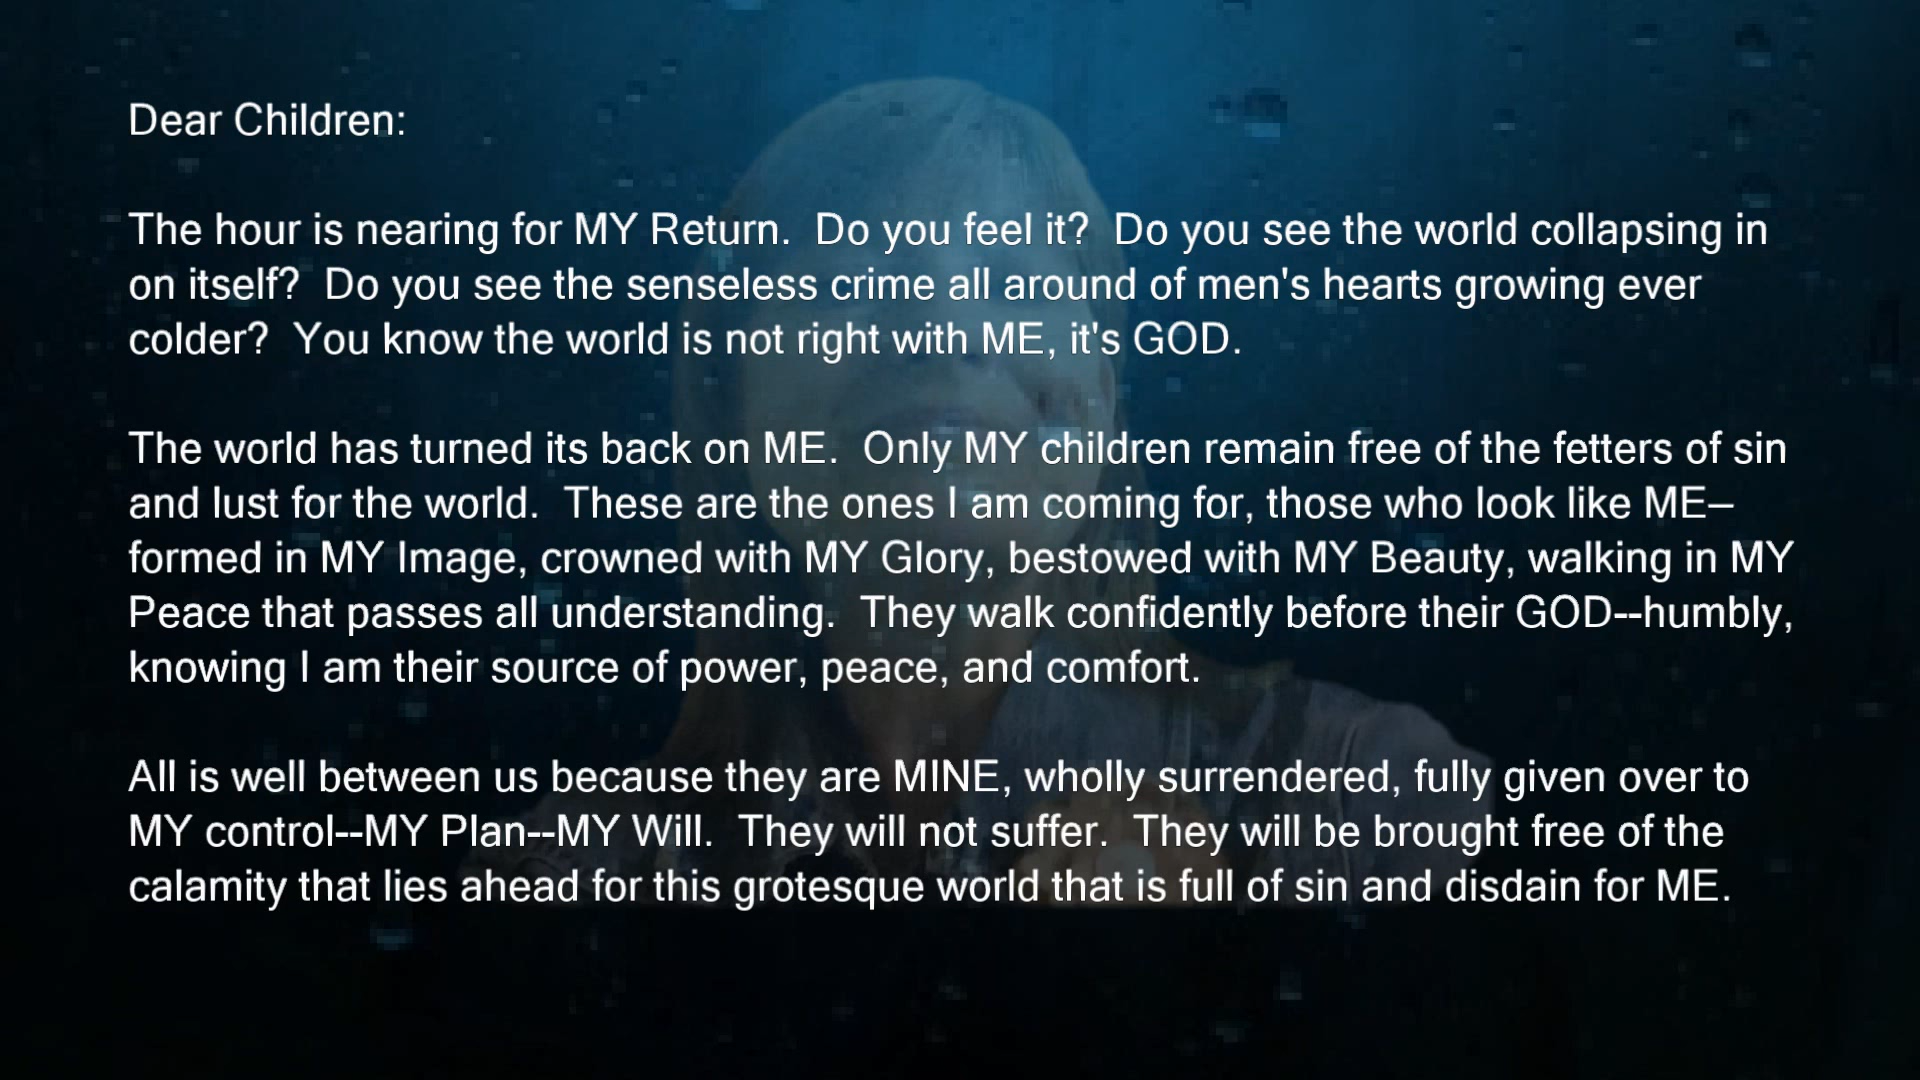 Dear Children:
The hour is nearing for MY Return.  Do you feel it?  Do you see the world collapsing in
on itself?  Do you see the senseless crime all around of men's hearts growing ever
colder?  You know the world is not right with ME, it's GOD.
The world has turned its back on ME.  Only MY children remain free of the fetters of sin
and lust for the world.  These are the ones I am coming for, those who look like ME–
formed in MY Image, crowned with MY Glory, bestowed with MY Beauty, walking in MY
Peace that passes all understanding.  They walk confidently before their GOD--humbly,
knowing I am their source of power, peace, and comfort.
All is well between us because they are MINE, wholly surrendered, fully given over to
MY control--MY Plan--MY Will.  They will not suffer.  They will be brought free of the
calamity that lies ahead for this grotesque world that is full of sin and disdain for ME.